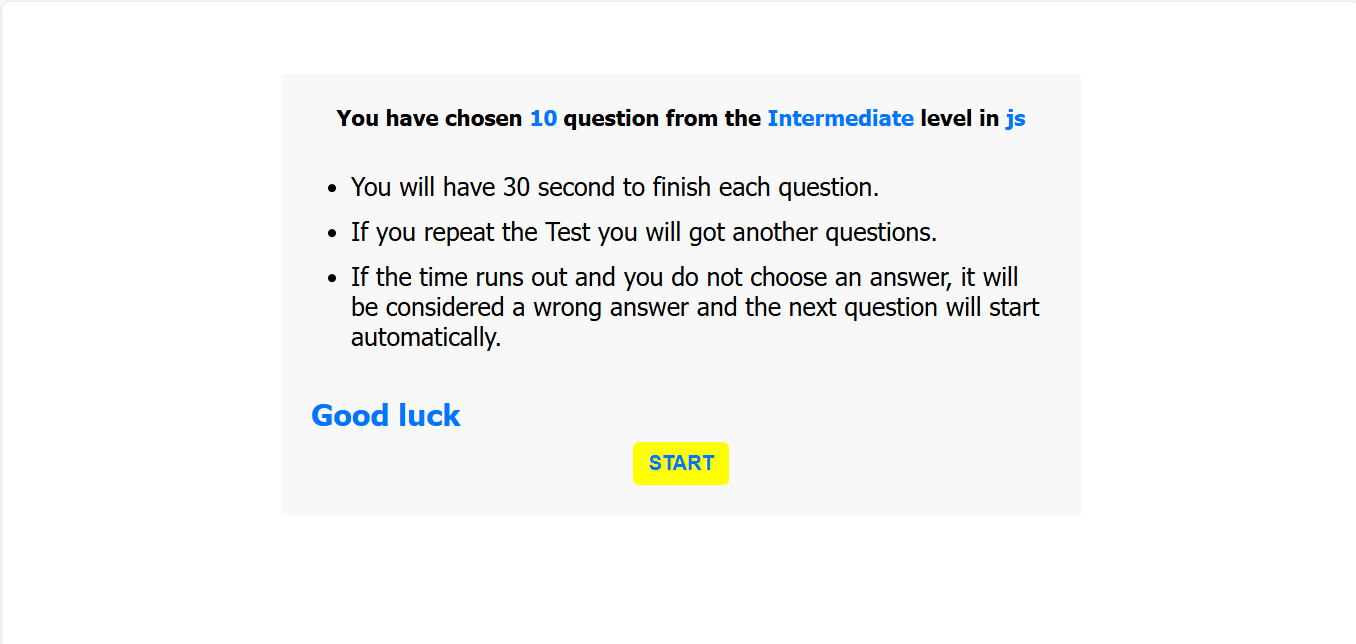 You have chosen 10 question from the Intermediate level in js
You will have 30 second to finish each question.
If you repeat the Test you will got another questions.
If the time runs out and you do not choose an answer, it will
be considered a wrong answer and the next question will start
automatically.
Good luck
START